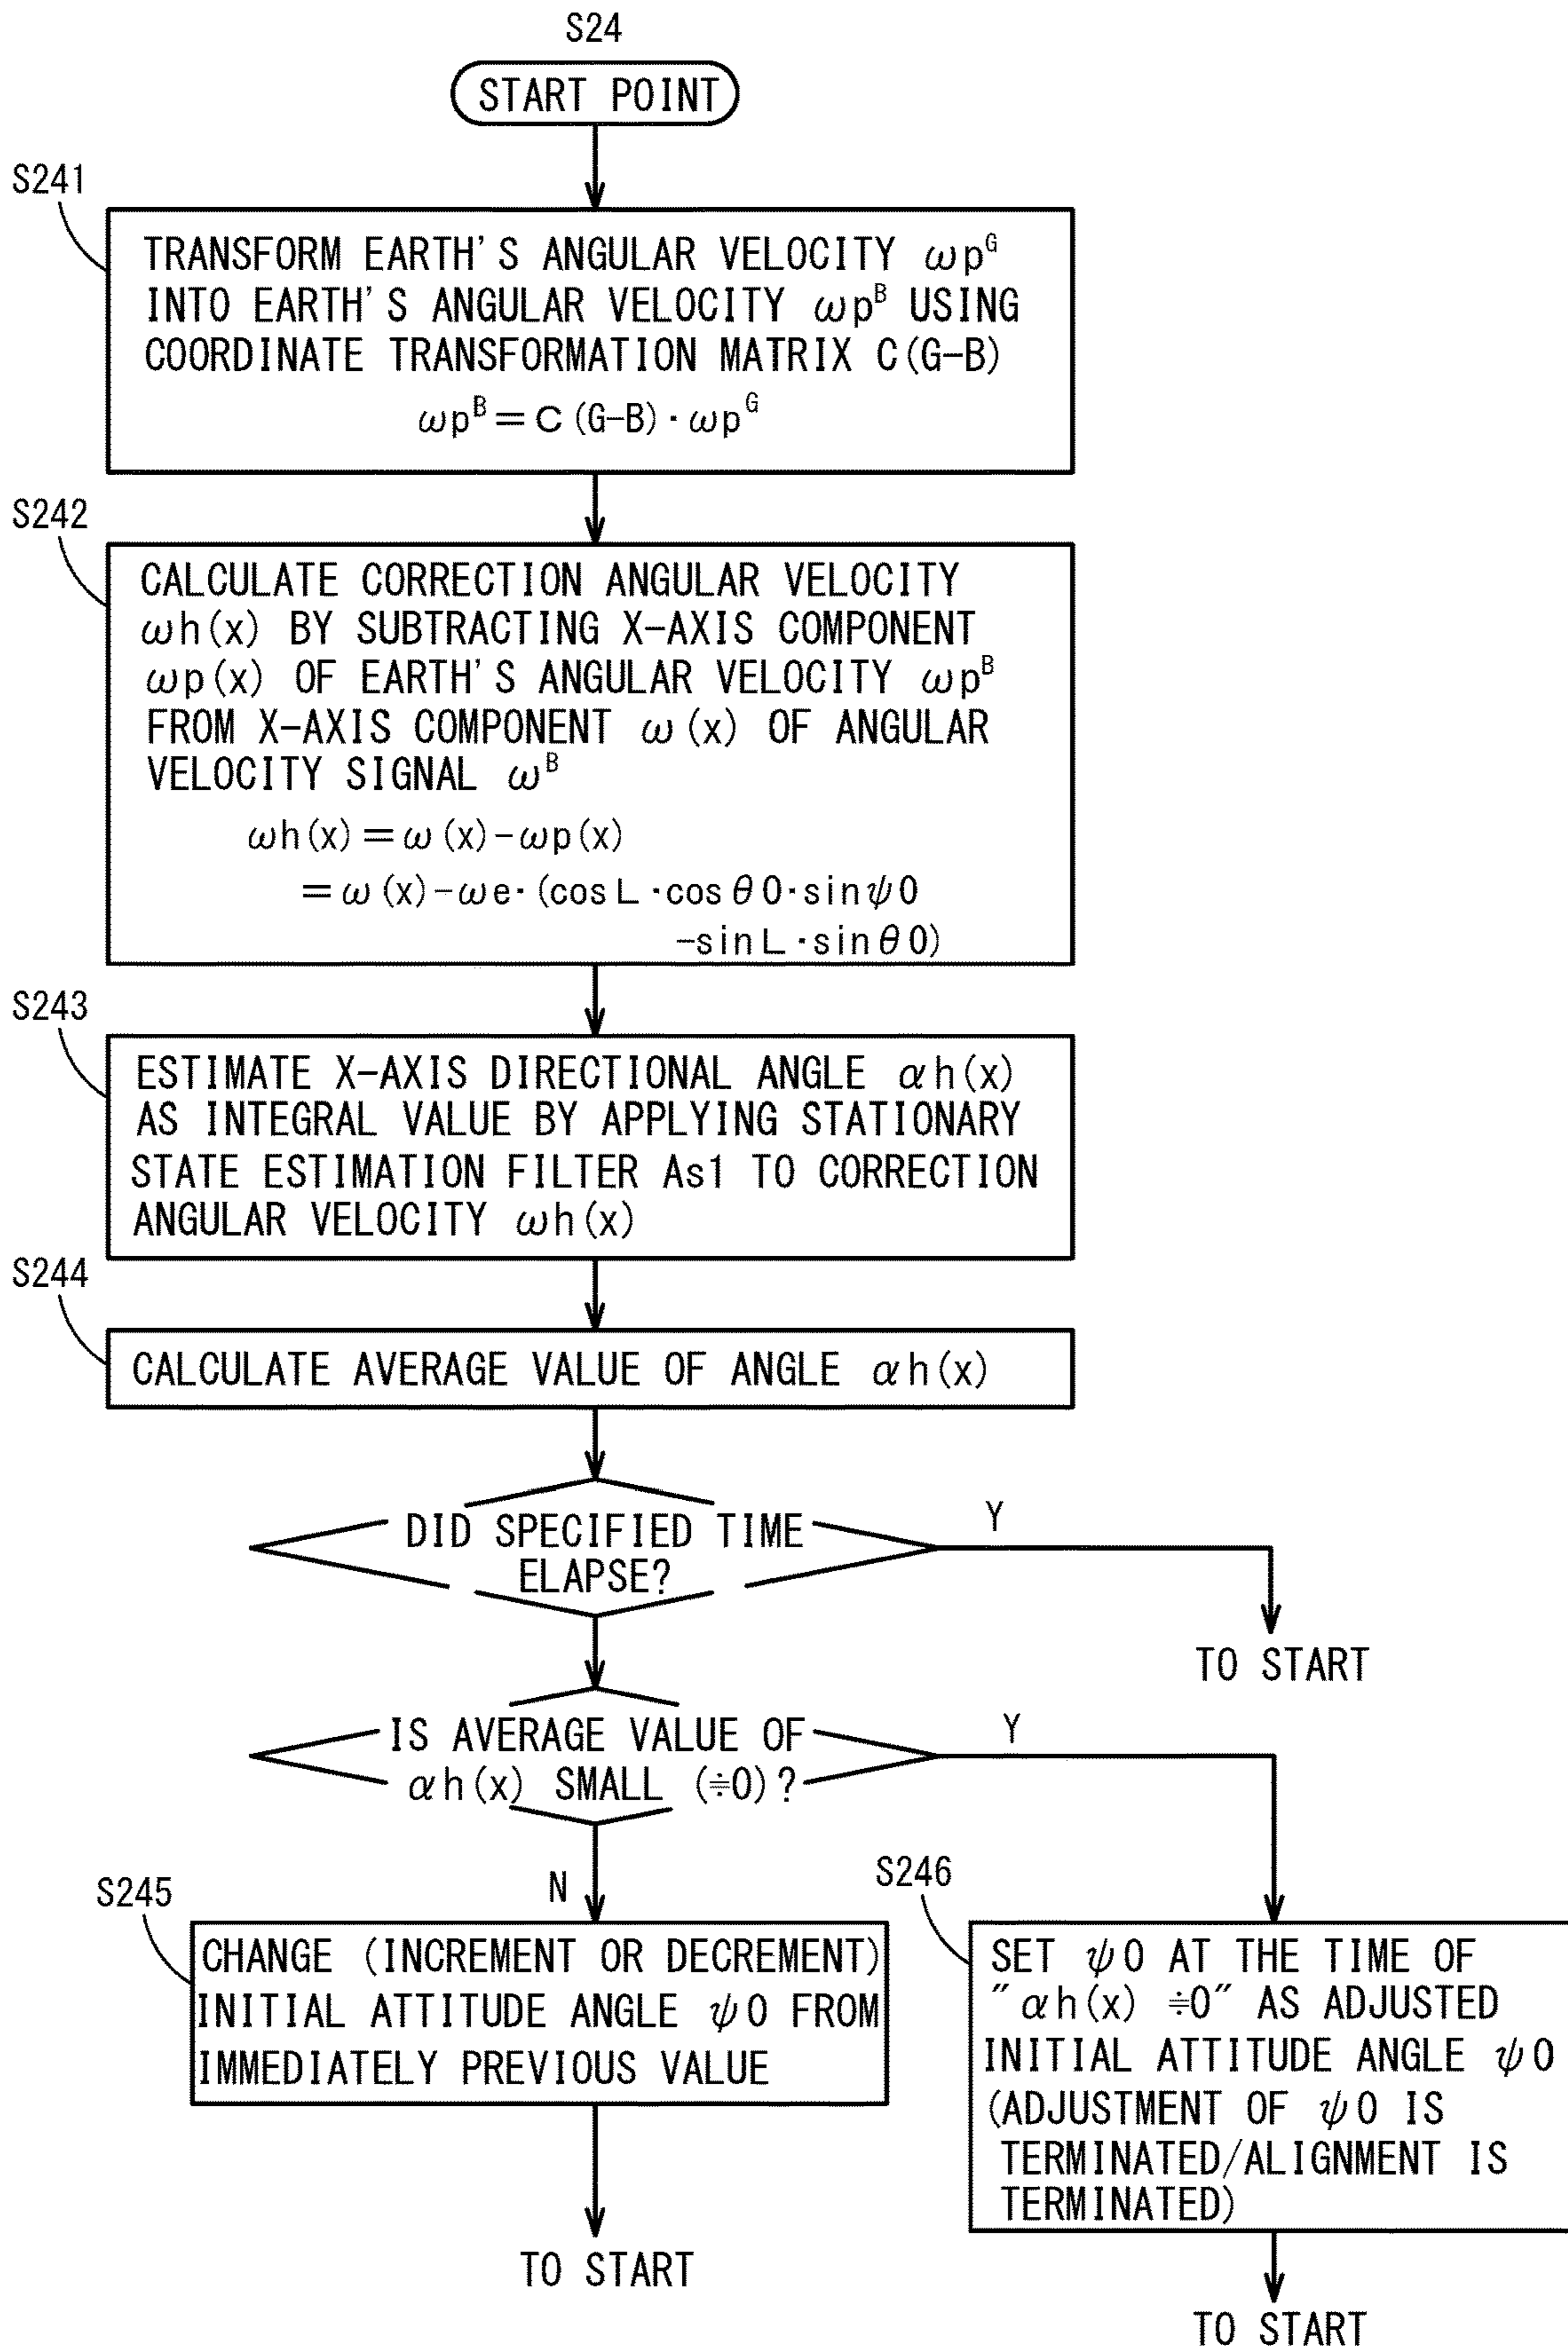 S24
START POINT
S241
TRANSFORM EARTH'S ANGULAR VELOCITY ωpᴳ
INTO EARTH'S ANGULAR VELOCITY ωpᴮ USING
COORDINATE TRANSFORMATION MATRIX C(G-B)
ωpᴮ=C(G-B)·ωpᴳ
S242
CALCULATE CORRECTION ANGULAR VELOCITY
ωh(x) BY SUBTRACTING X-AXIS COMPONENT
ωp(x) OF EARTH'S ANGULAR VELOCITY ωpᴮ
FROM X-AXIS COMPONENT ω(x) OF ANGULAR
VELOCITY SIGNAL ωᴮ
ωh(x)=ω(x)-ωp(x)
=ω(x)-ωe·(cosL·cosθ0·sinψ0
-sinL·sinθ0)
S243
ESTIMATE X-AXIS DIRECTIONAL ANGLE αh(x)
AS INTEGRAL VALUE BY APPLYING STATIONARY
STATE ESTIMATION FILTER As1 TO CORRECTION
ANGULAR VELOCITY ωh(x)
S244
CALCULATE AVERAGE VALUE OF ANGLE αh(x)
DID SPECIFIED TIME
ELAPSE?
Y
TO START
IS AVERAGE VALUE OF
αh(x) SMALL (≑0)?
Y
N
S245
CHANGE (INCREMENT OR DECREMENT)
INITIAL ATTITUDE ANGLE ψ0 FROM
IMMEDIATELY PREVIOUS VALUE
TO START
S246
SET ψ0 AT THE TIME OF
"αh(x) ≑0" AS ADJUSTED
INITIAL ATTITUDE ANGLE ψ0
(ADJUSTMENT OF ψ0 IS
TERMINATED/ALIGNMENT IS
TERMINATED)
TO START